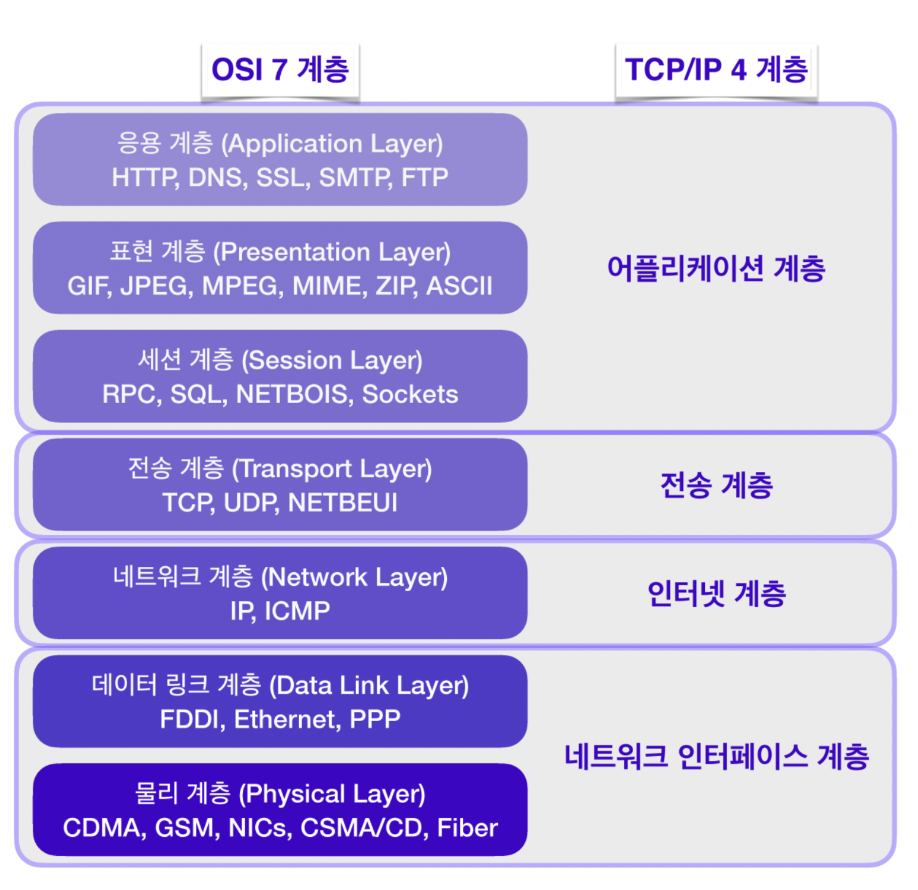 OSI 7 계층
TCP/IP 4 계층
응용 계층 (Application Layer)
HTTP, DNS, SSL, SMTP, FTP
표현 계층 (Presentation Layer)
GIF, JPEG, MPEG, MIME, ZIP, ASCII
세션 계층 (Session Layer)
RPC, SQL, NETBOIS, Sockets
어플리케이션 계층
전송 계층 (Transport Layer)
TCP, UDP, NETBEUI
전송 계층
네트워크 계층 (Network Layer)
IP, ICMP
인터넷 계층
데이터 링크 계층 (Data Link Layer)
FDDI, Ethernet, PPP
물리 계층 (Physical Layer)
CDMA, GSM, NICs, CSMA/CD, Fiber
네트워크 인터페이스 계층